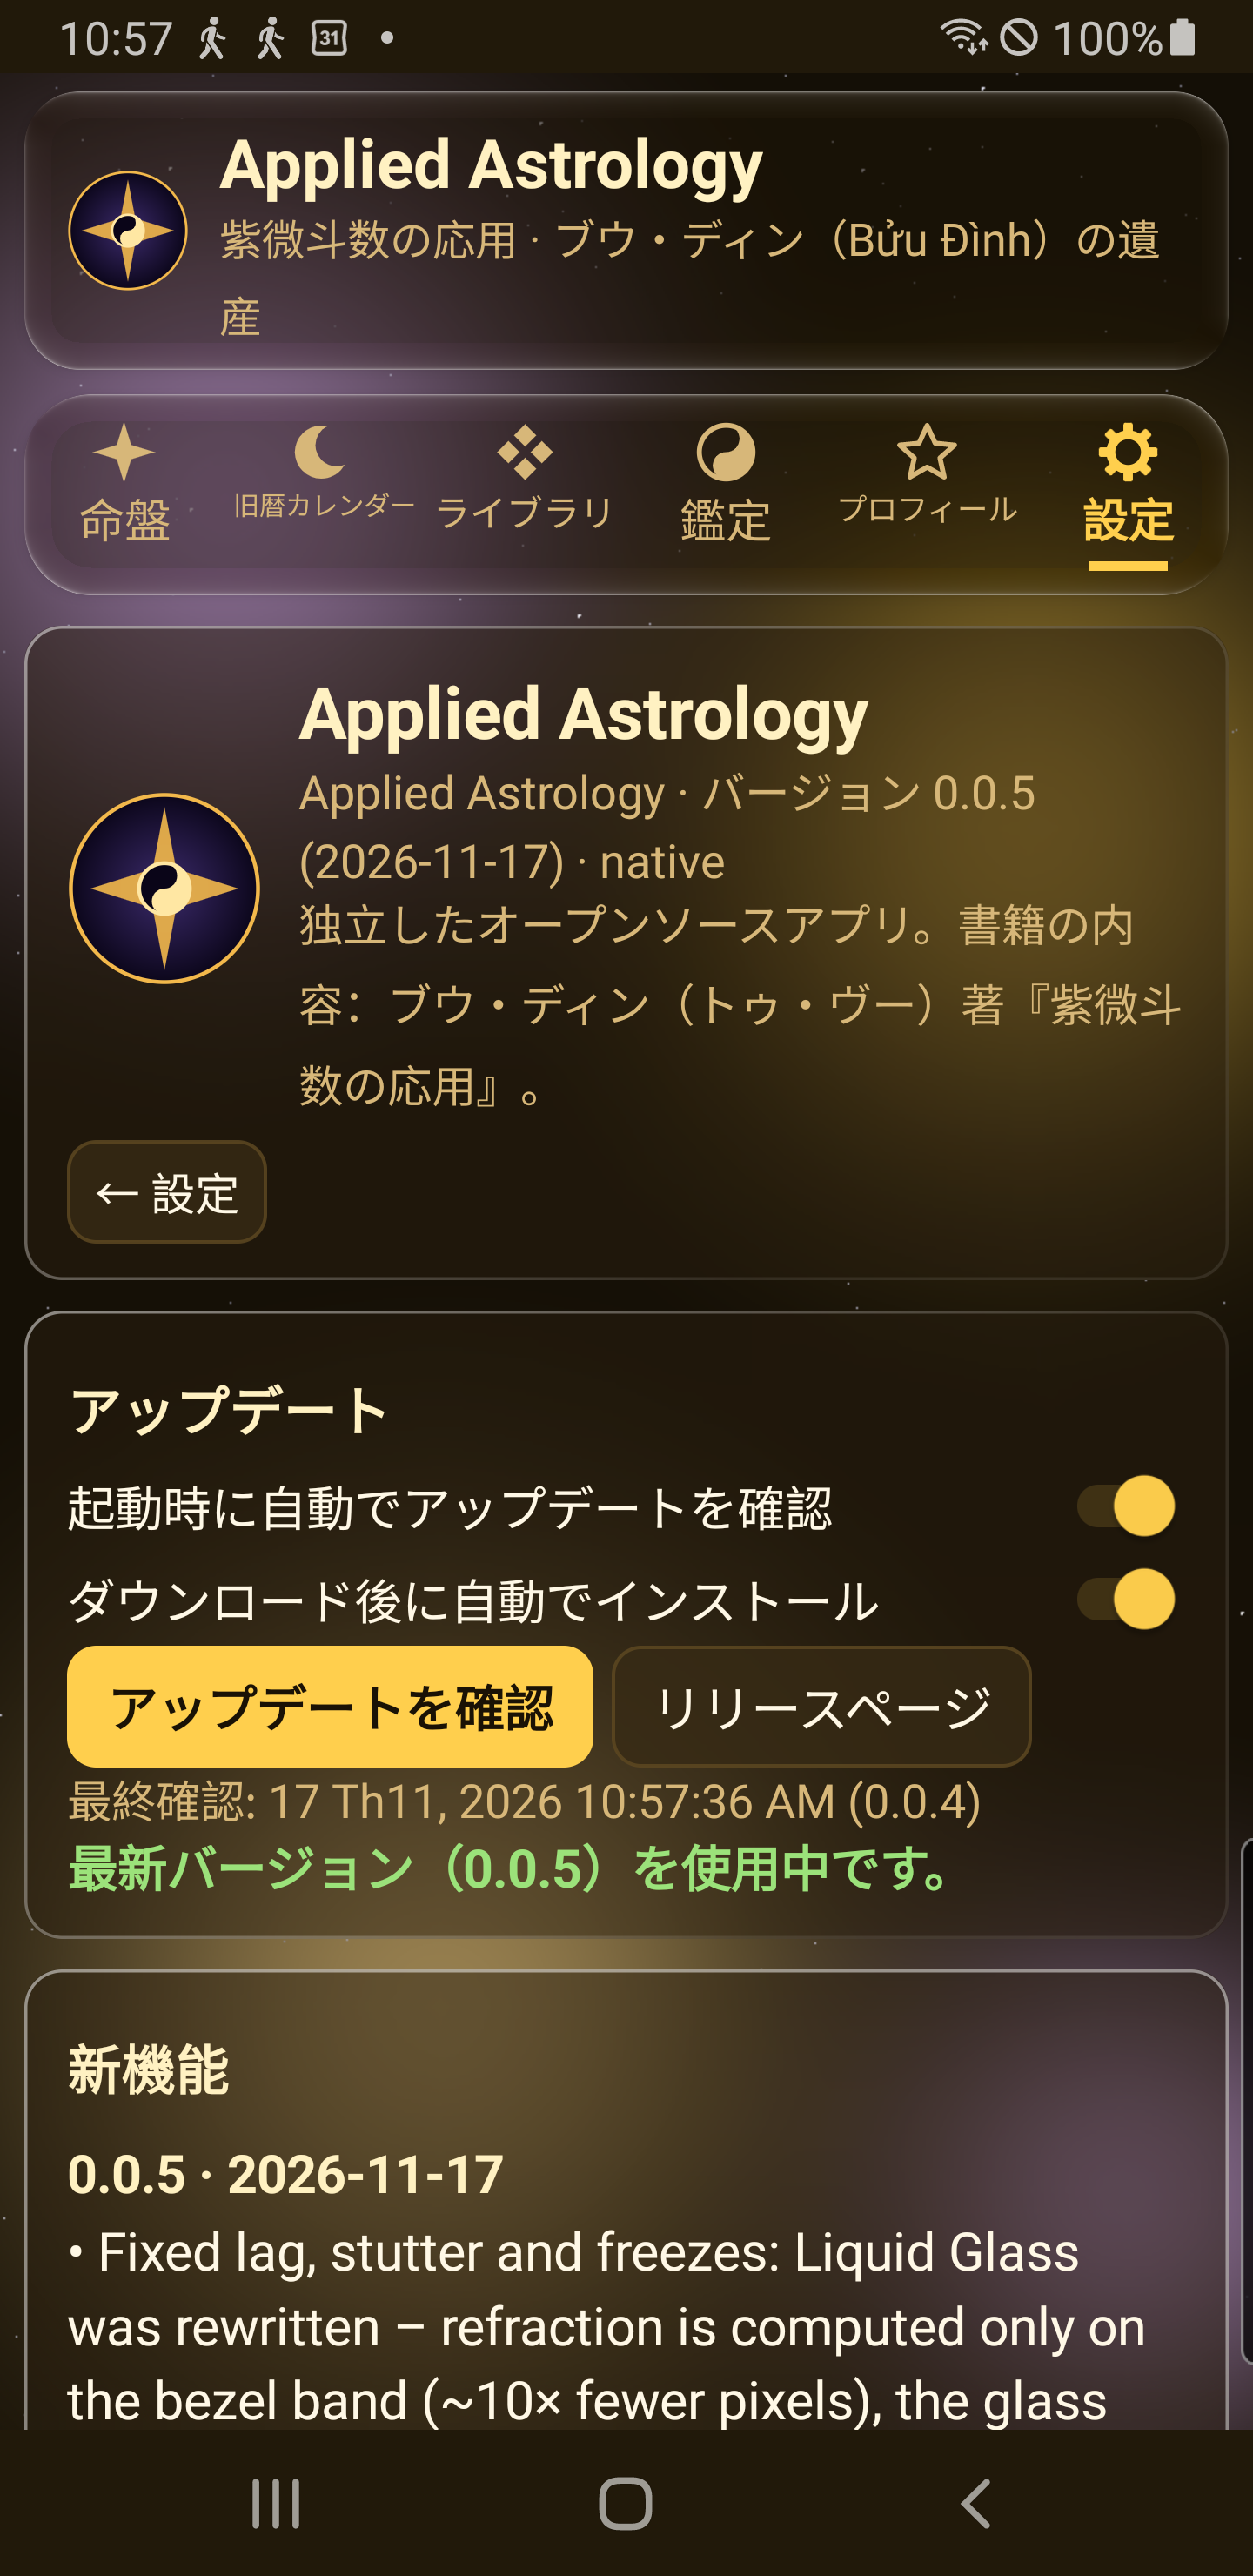 10:57 31 100%
Applied Astrology
紫微斗数の応用 · ブウ・ディン（Bửu Đình）の遺
産
命盤 旧暦カレンダー ライブラリ 鑑定 プロフィール 設定
Applied Astrology
Applied Astrology · バージョン 0.0.5
(2026-11-17) · native
独立したオープンソースアプリ。書籍の内
容：ブウ・ディン（トゥ・ヴー）著『紫微斗
数の応用』。
← 設定
アップデート
起動時に自動でアップデートを確認
ダウンロード後に自動でインストール
アップデートを確認 リリースページ
最終確認: 17 Th11, 2026 10:57:36 AM (0.0.4)
最新バージョン（0.0.5）を使用中です。
新機能
0.0.5 · 2026-11-17
• Fixed lag, stutter and freezes: Liquid Glass
was rewritten – refraction is computed only on
the bezel band (~10× fewer pixels), the glass